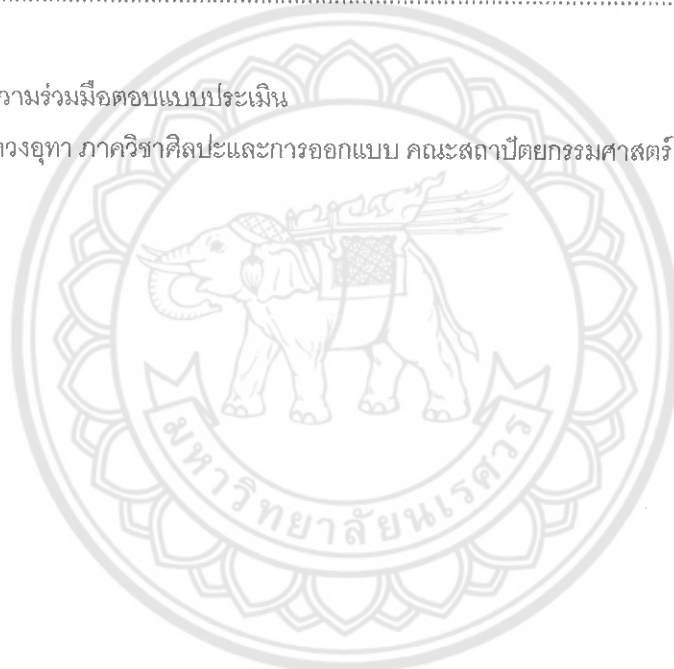 วามร่วมมือตอบแบบประเมิน
วงอุทา ภาควิชาศิลปะและการออกแบบ คณะสถาปัตยกรรมศาสตร์
มหาวิทยาลัยนเรศวร